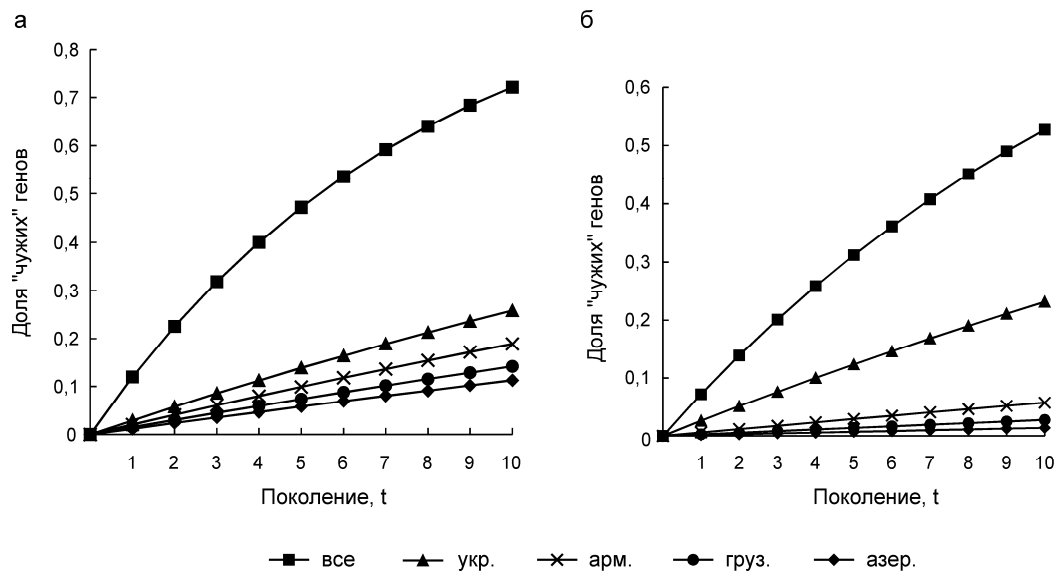 а
б
0,8
0,7
0,6
0,5
0,4
0,3
0,2
0,1
0
Доля "чужих" генов
1 2 3 4 5 6 7 8 9 10
Поколение, t
0,6
0,5
0,4
0,3
0,2
0,1
0
Доля "чужих" генов
1 2 3 4 5 6 7 8 9 10
Поколение, t
все укр. арм. груз. азер.